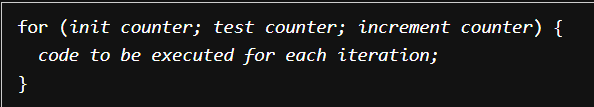 for (init counter; test counter; increment counter) {
  code to be executed for each iteration;
}